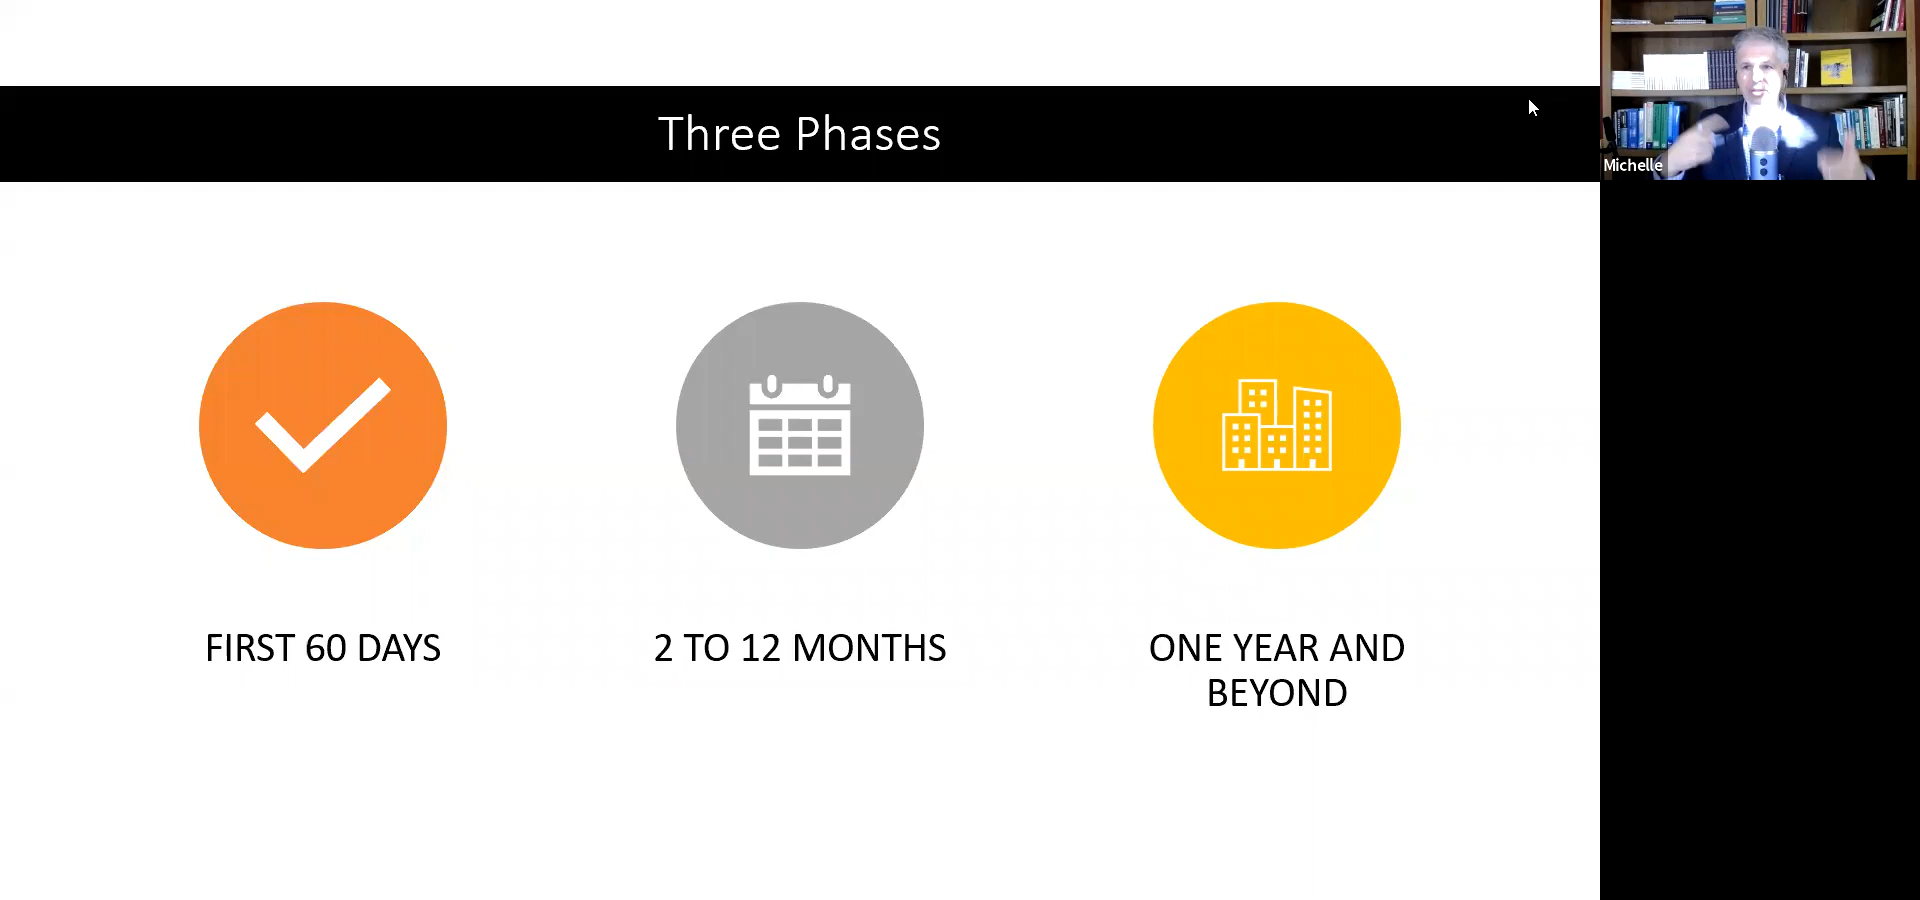 Three Phases
Michelle
FIRST 60 DAYS
2 TO 12 MONTHS
ONE YEAR AND
BEYOND